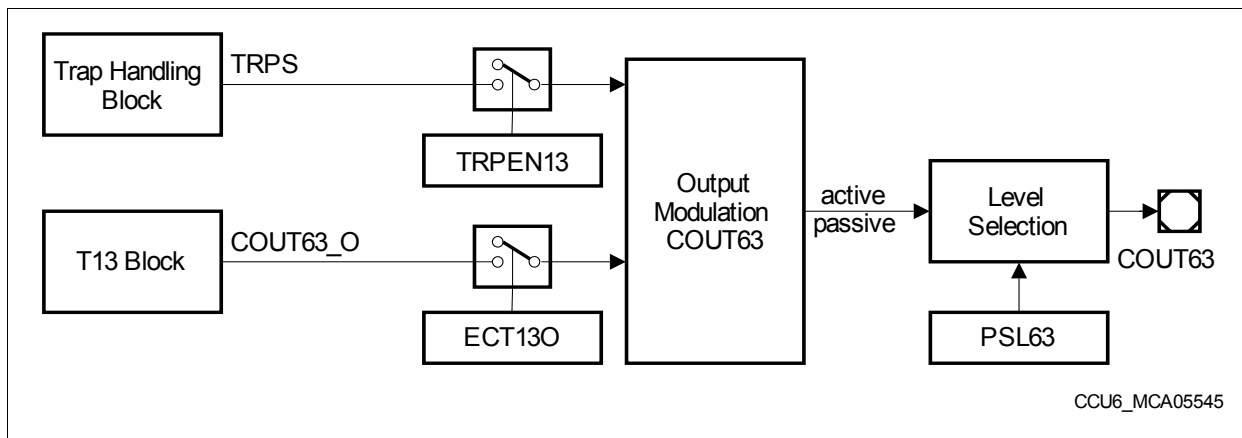 Trap Handling
Block
TRPS
TRPEN13
T13 Block
COUT63_O
ECT13O
Output
Modulation
COUT63
active
passive
Level
Selection
COUT63
PSL63
CCU6_MCA05545